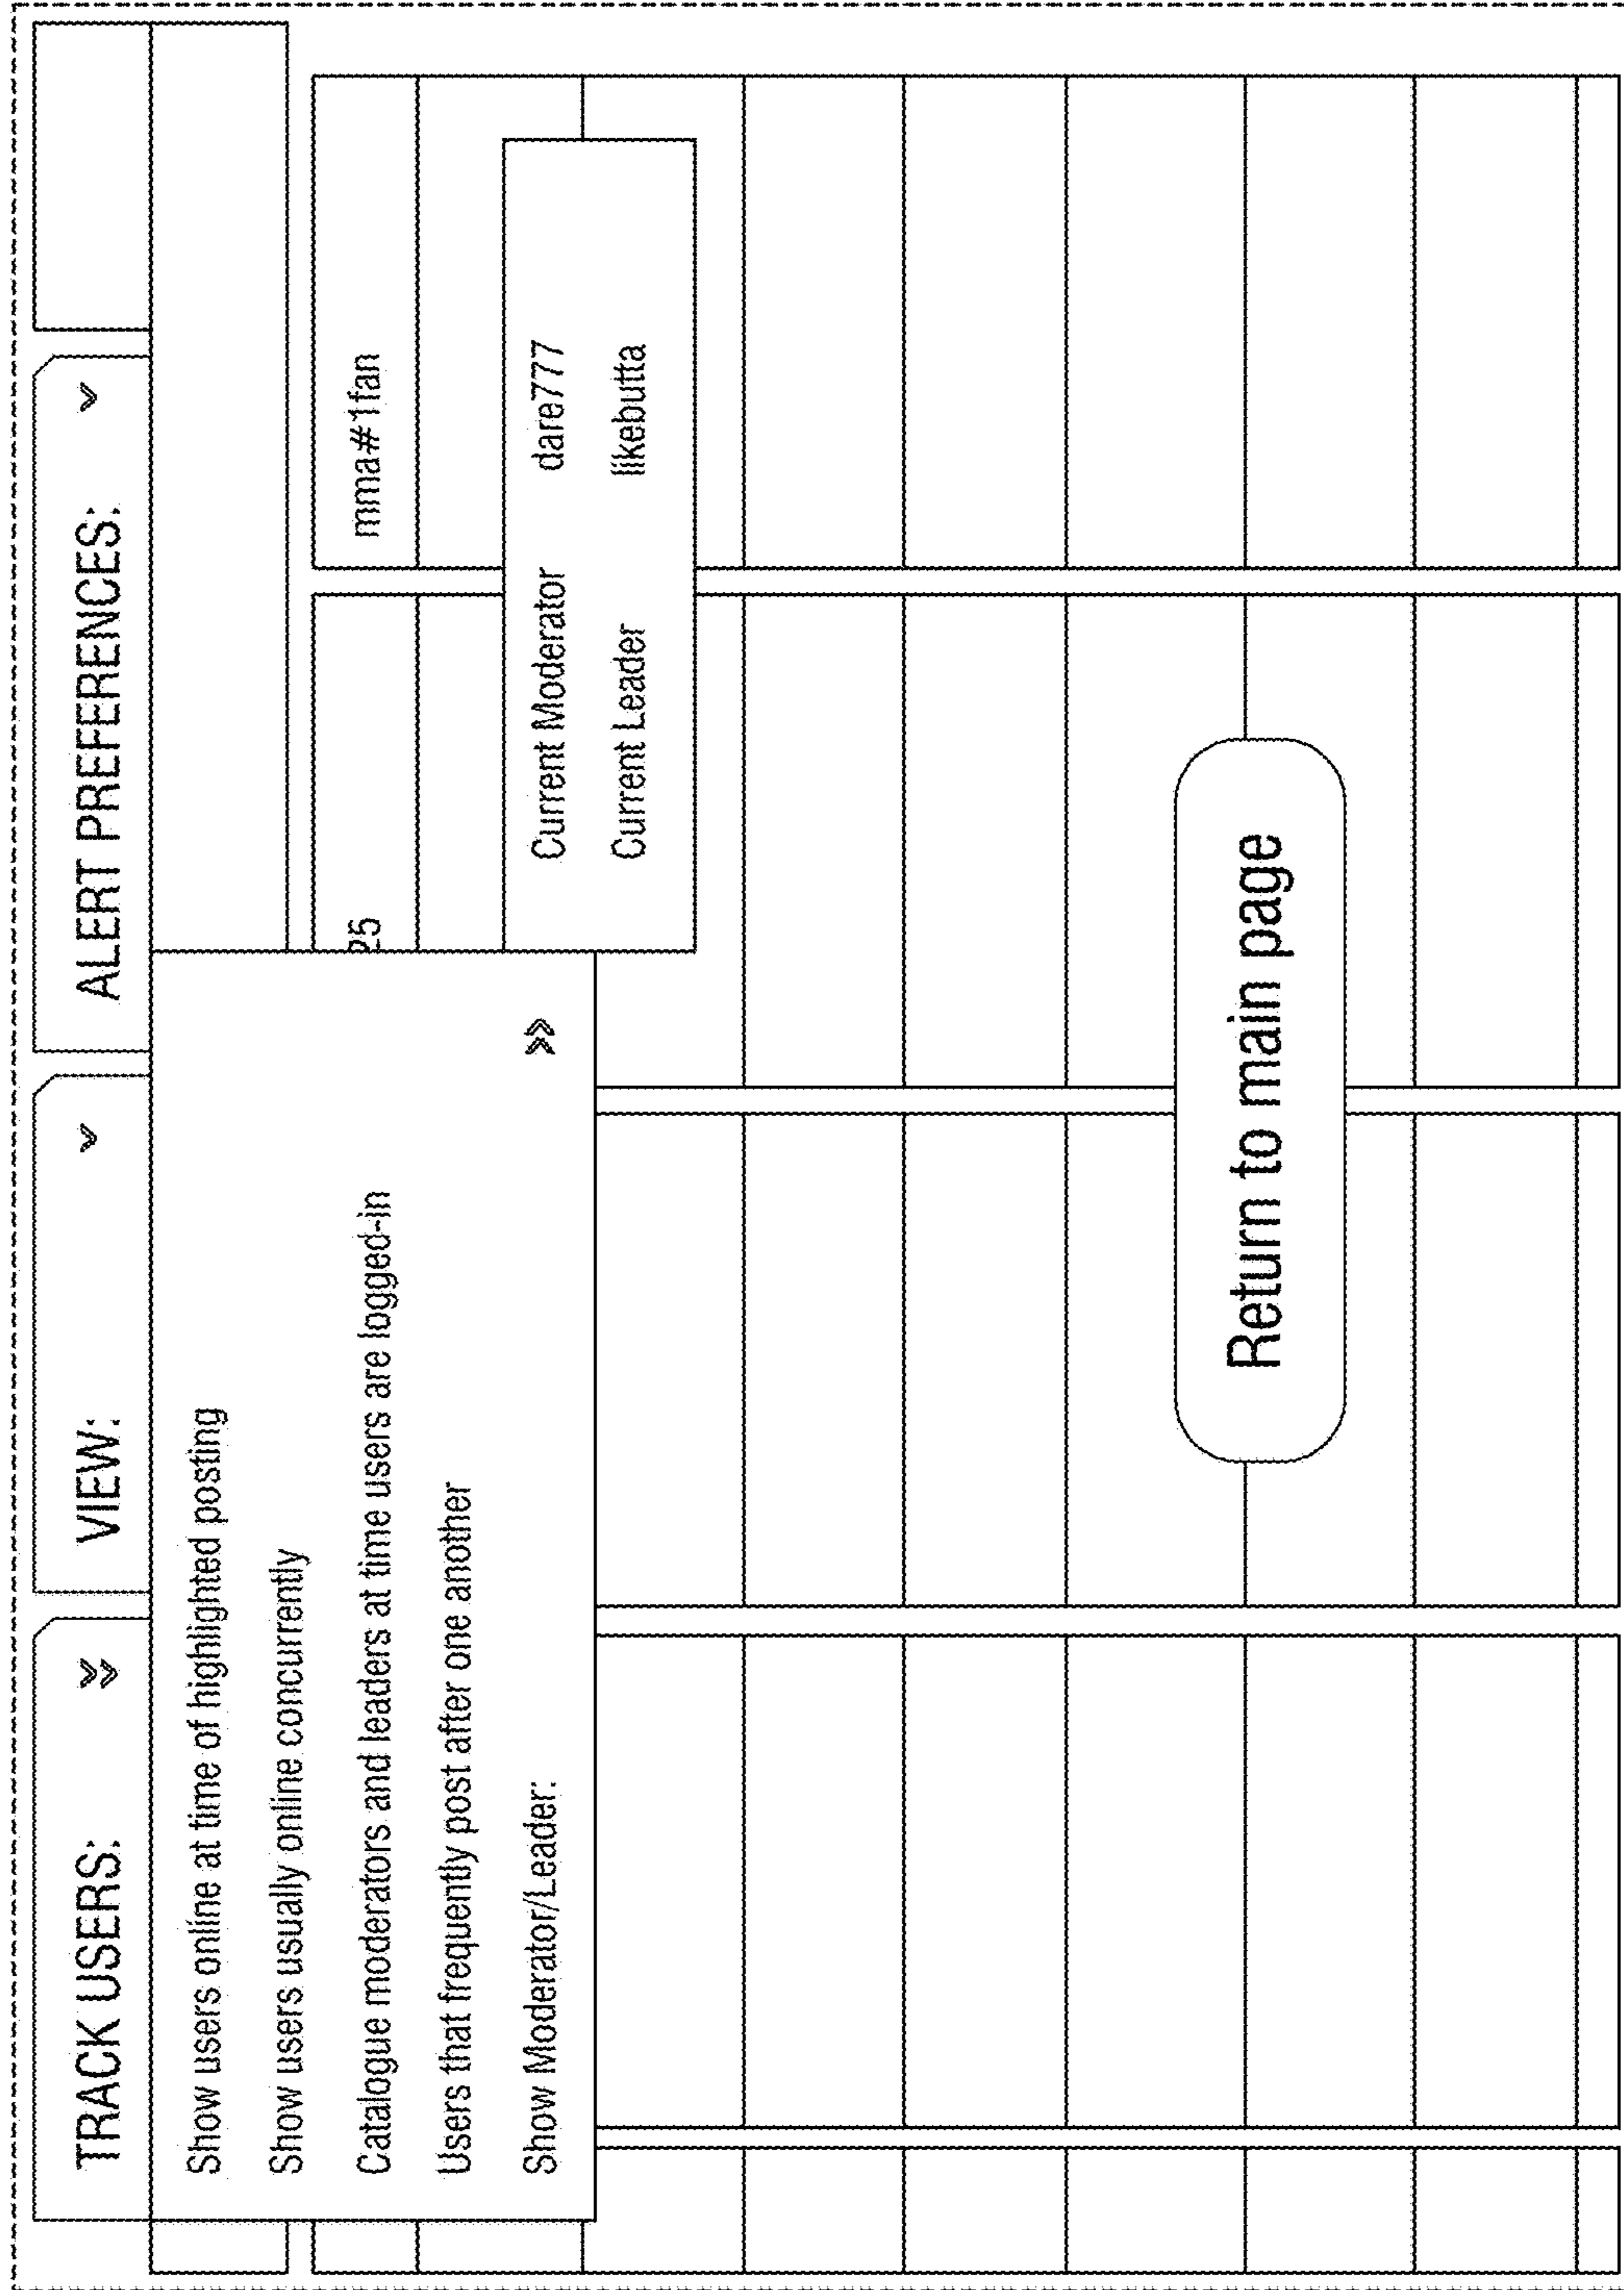 TRACK USERS:
VIEW:
ALERT PREFERENCES:
Show users online at time of highlighted posting
Show users usually online concurrently
Catalogue moderators and leaders at time users are logged-in
Users that frequently post after one another
Show Moderator/Leader:
25
mma#1fan
Current Moderator dare777
Current Leader likebutta
Return to main page